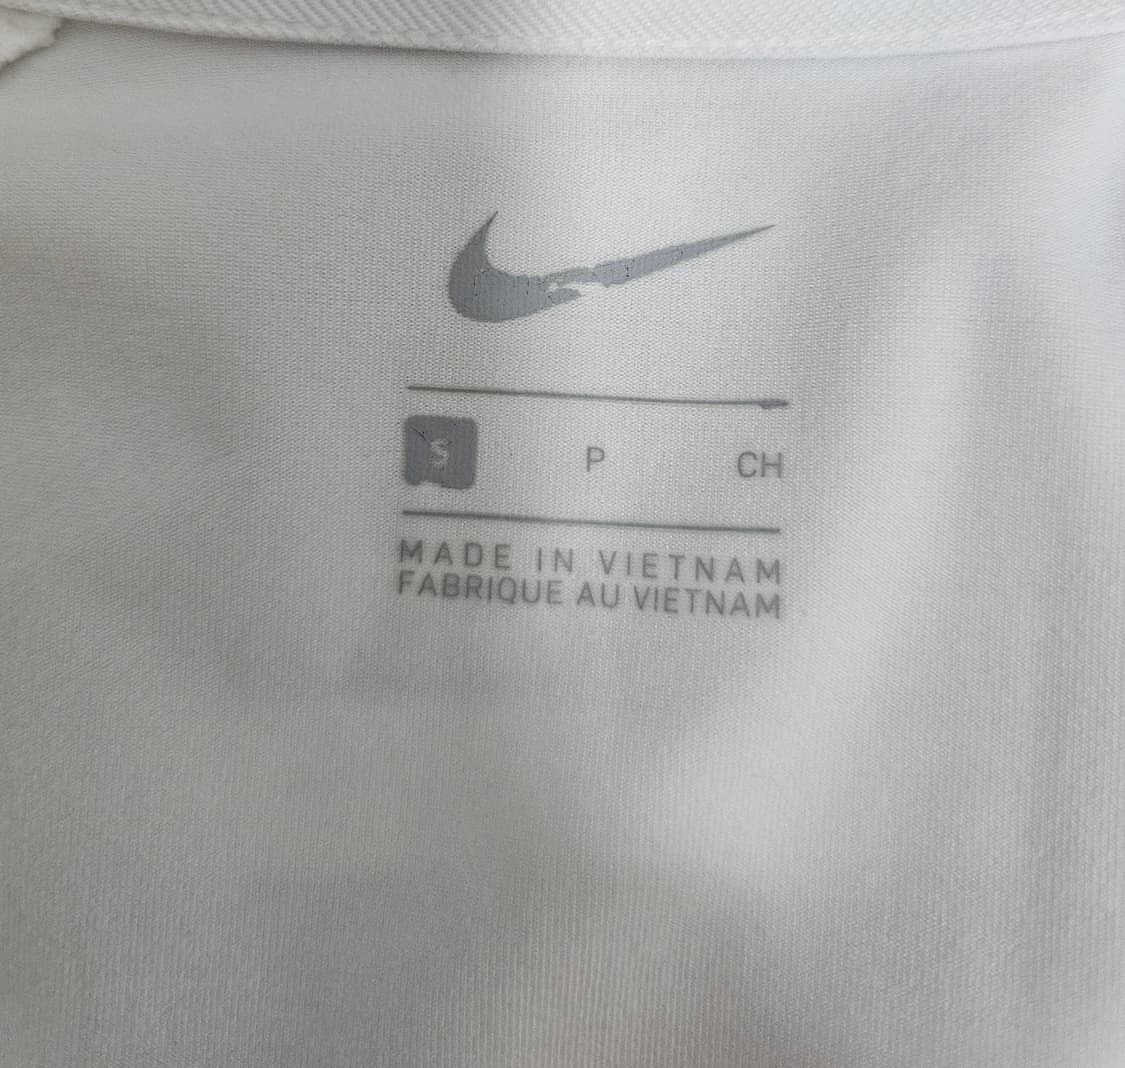 S P CH
MADE IN VIETNAM
FABRIQUE AU VIETNAM